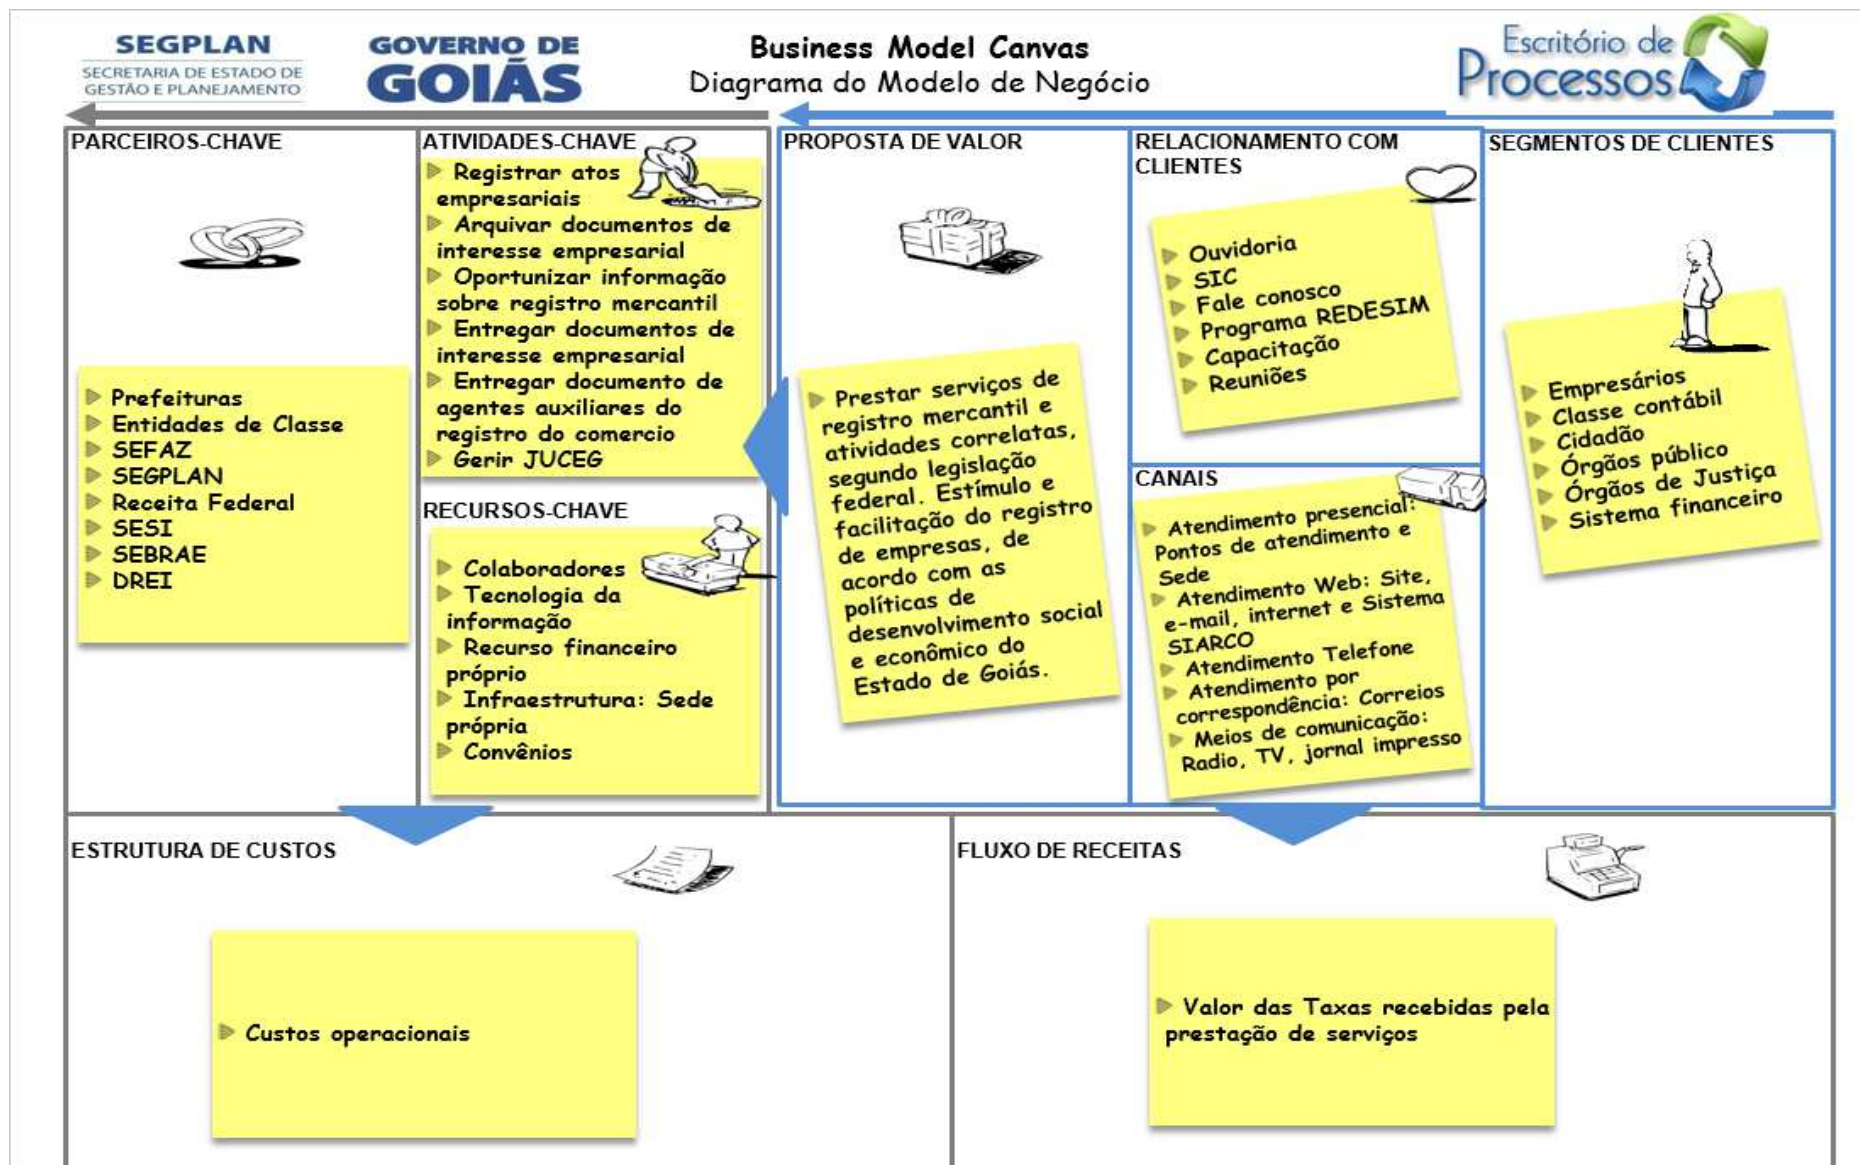 SEGPLAN
SECRETARIA DE ESTADO DE
GESTÃO E PLANEJAMENTO
GOVERNO DE
GOIÁS
Business Model Canvas
Diagrama do Modelo de Negócio
Escritório de
Processos
PARCEIROS-CHAVE
Prefeituras
Entidades de Classe
SEFAZ
SEGPLAN
Receita Federal
SESI
SEBRAE
DREI
ATIVIDADES-CHAVE
Registrar atos
empresariais
Arquivar documentos de
interesse empresarial
Oportunizar informação
sobre registro mercantil
Entregar documentos de
interesse empresarial
Entregar documento de
agentes auxiliares do
registro do comercio
Gerir JUCEG
RECURSOS-CHAVE
Colaboradores
Tecnologia da
informação
Recurso financeiro
próprio
Infraestrutura: Sede
própria
Convênios
PROPOSTA DE VALOR
Prestar serviços de
registro mercantil e
atividades correlatas,
segundo legislação
federal. Estímulo e
facilitação do registro
de empresas, de
acordo com as
políticas de
desenvolvimento social
e econômico do
Estado de Goiás.
RELACIONAMENTO COM
CLIENTES
Ouvidoria
SIC
Fale conosco
Programa REDESIM
Capacitação
Reuniões
CANAIS
Atendimento presencial:
Pontos de atendimento e
Sede
Atendimento Web: Site,
e-mail, internet e Sistema
SIARCO
Atendimento Telefone
Atendimento por
correspondência: Correios
Meios de comunicação:
Radio, TV, jornal impresso
SEGMENTOS DE CLIENTES
Empresários
Classe contábil
Cidadão
Órgãos público
Órgãos de Justiça
Sistema financeiro
ESTRUTURA DE CUSTOS
Custos operacionais
FLUXO DE RECEITAS
Valor das Taxas recebidas pela
prestação de serviços